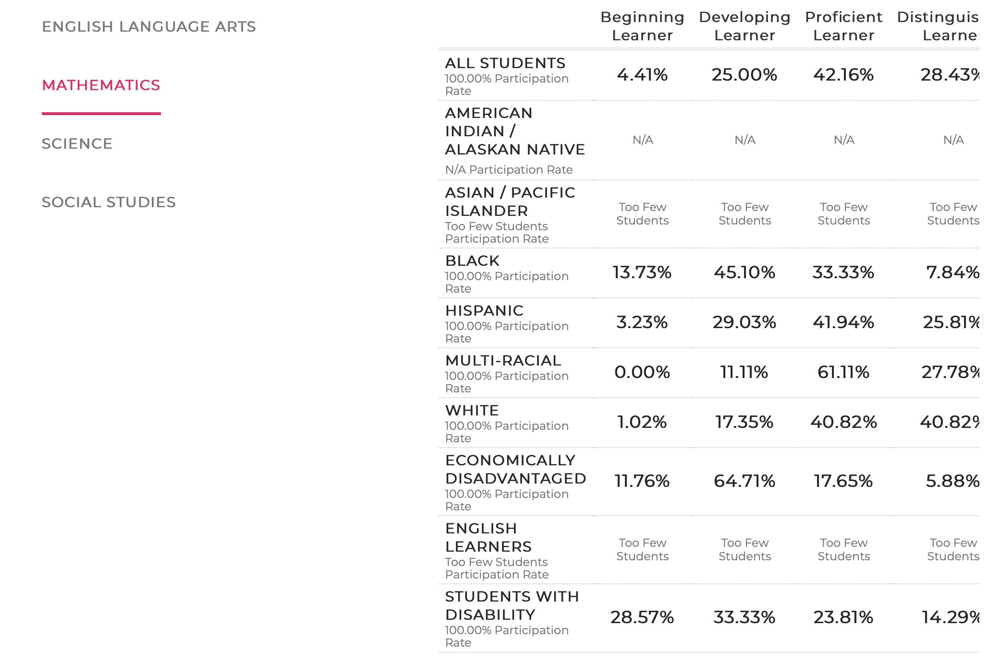 ENGLISH LANGUAGE ARTS
MATHEMATICS
SCIENCE
SOCIAL STUDIES
Beginning Developing Proficient Distinguis
Learner Learner Learner Learner
ALL STUDENTS
100.00% Participation
Rate
4.41% 25.00% 42.16% 28.43%
AMERICAN
INDIAN /
ALASKAN NATIVE
N/A Participation Rate
N/A N/A N/A N/A
ASIAN / PACIFIC
ISLANDER
Too Few Students
Participation Rate
Too Few Too Few Too Few Too Few
Students Students Students Students
BLACK
100.00% Participation
Rate
13.73% 45.10% 33.33% 7.84%
HISPANIC
100.00% Participation
Rate
3.23% 29.03% 41.94% 25.81%
MULTI-RACIAL
100.00% Participation
Rate
0.00% 11.11% 61.11% 27.78%
WHITE
100.00% Participation
Rate
1.02% 17.35% 40.82% 40.82%
ECONOMICALLY
DISADVANTAGED
100.00% Participation
Rate
11.76% 64.71% 17.65% 5.88%
ENGLISH
LEARNERS
Too Few Students
Participation Rate
Too Few Too Few Too Few Too Few
Students Students Students Students
STUDENTS WITH
DISABILITY
100.00% Participation
Rate
28.57% 33.33% 23.81% 14.29%